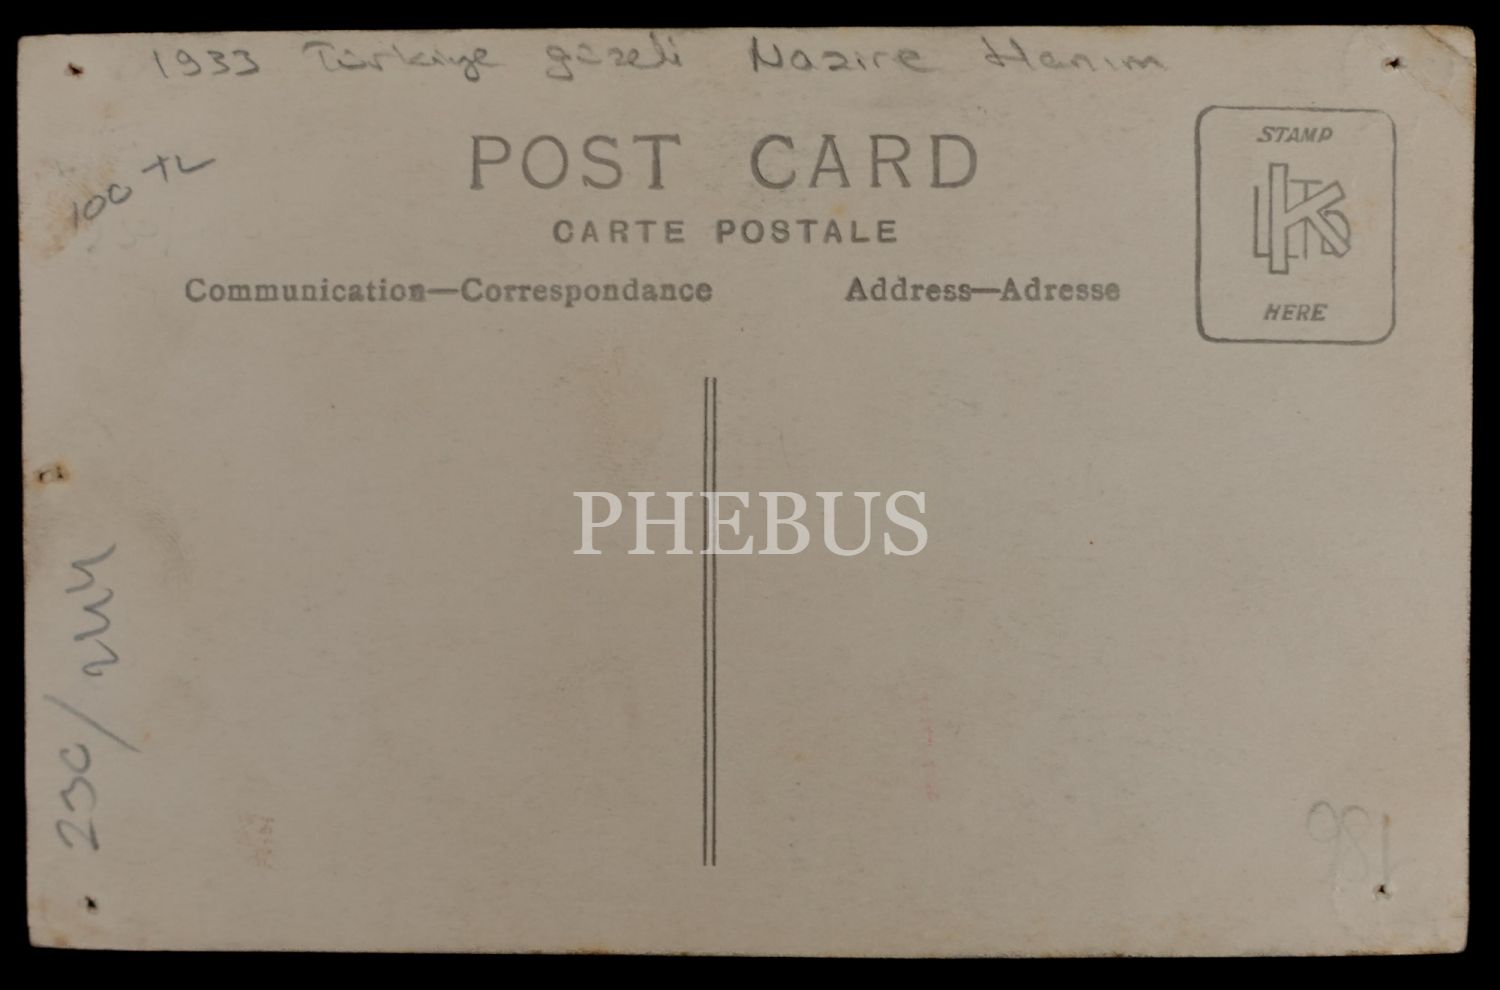 1933 Türkiye güzeli Nazire Hanım
100 TL
POST CARD
CARTE POSTALE
Communication—Correspondance
Address—Adresse
STAMP
KLTD
HERE
PHEBUS
230/244
186